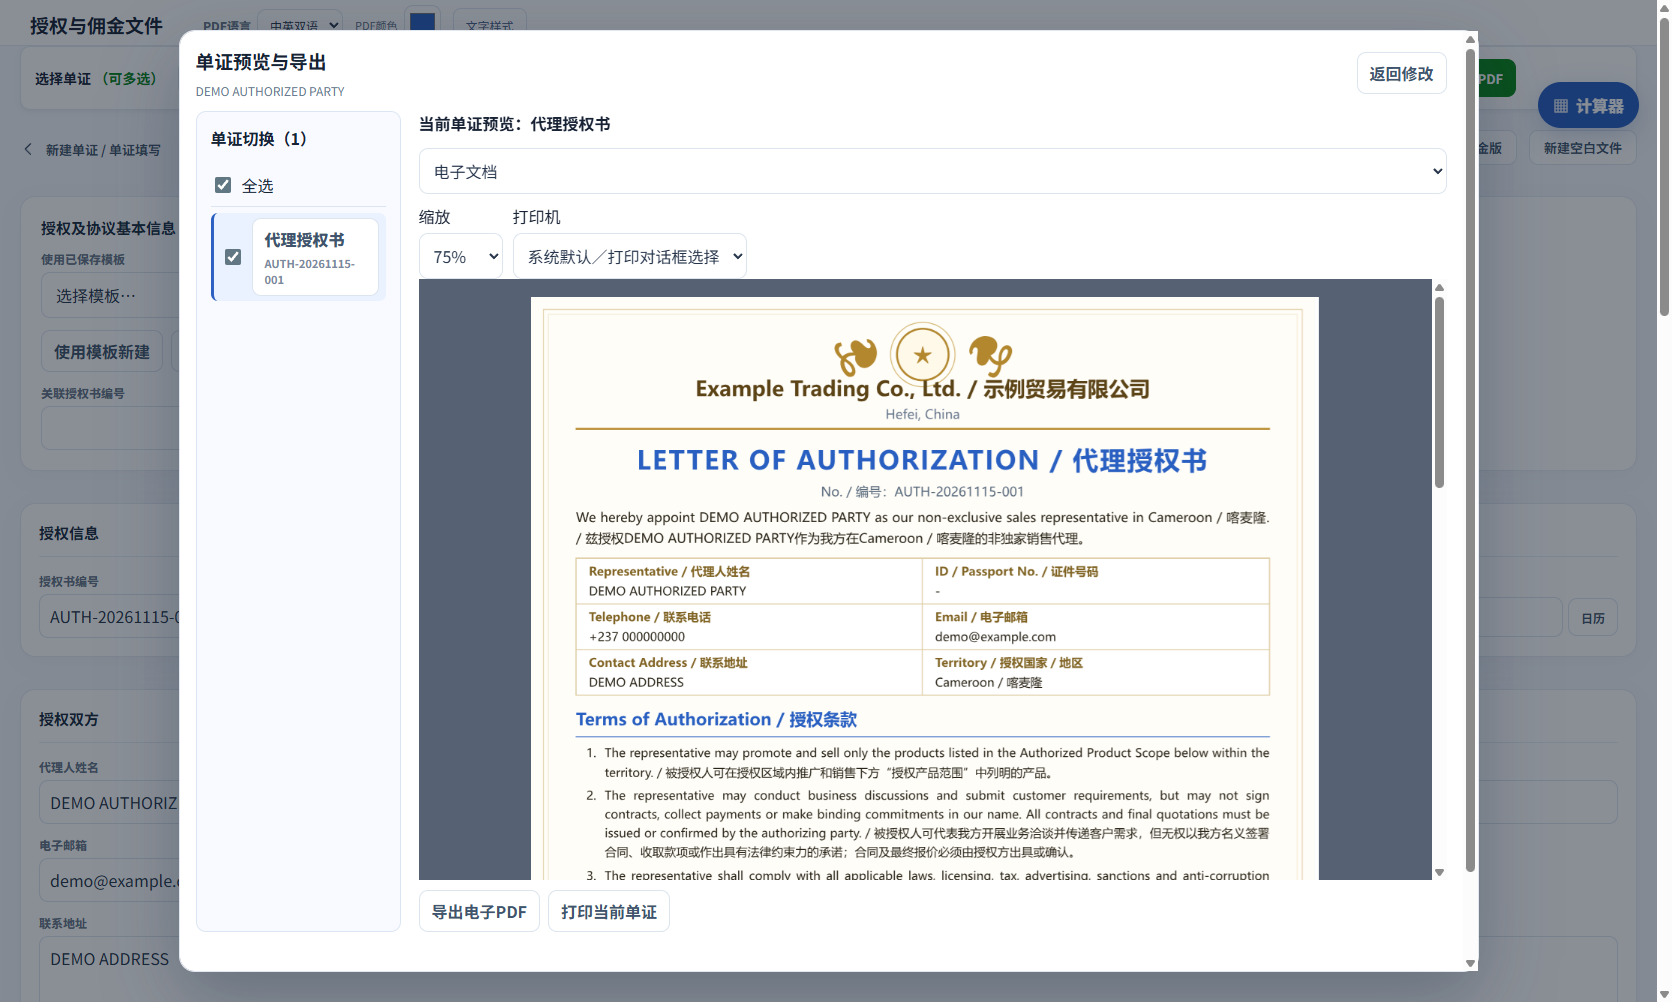 授权与佣金文件
PDF语言
中英双语
PDF颜色
文字样式
选择单证 （可多选）
PDF
计算器
新建单证 / 单证填写
金版
新建空白文件
授权及协议基本信息
使用已保存模板
选择模板…
使用模板新建
关联授权书编号
授权信息
授权书编号
AUTH-20261115-0
日历
授权双方
代理人姓名
DEMO AUTHORIZ
电子邮箱
demo@example.
联系地址
DEMO ADDRESS
单证预览与导出
DEMO AUTHORIZED PARTY
返回修改
单证切换（1）
全选
代理授权书
AUTH-20261115-
001
当前单证预览：代理授权书
电子文档
缩放
打印机
75%
系统默认／打印对话框选择
Example Trading Co., Ltd. / 示例贸易有限公司
Hefei, China
LETTER OF AUTHORIZATION / 代理授权书
No. / 编号：AUTH-20261115-001
We hereby appoint DEMO AUTHORIZED PARTY as our non-exclusive sales representative in Cameroon / 喀麦隆.
/ 兹授权DEMO AUTHORIZED PARTY作为我方在Cameroon / 喀麦隆的非独家销售代理。
Representative / 代理人姓名
DEMO AUTHORIZED PARTY
ID / Passport No. / 证件号码
-
Telephone / 联系电话
+237 000000000
Email / 电子邮箱
demo@example.com
Contact Address / 联系地址
DEMO ADDRESS
Territory / 授权国家 / 地区
Cameroon / 喀麦隆
Terms of Authorization / 授权条款
1. The representative may promote and sell only the products listed in the Authorized Product Scope below within the
territory. / 被授权人可在授权区域内推广和销售下方“授权产品范围”中列明的产品。
2. The representative may conduct business discussions and submit customer requirements, but may not sign
contracts, collect payments or make binding commitments in our name. All contracts and final quotations must be
issued or confirmed by the authorizing party. / 被授权人可代表我方开展业务洽谈并传递客户需求，但无权以我方名义签署
合同、收取款项或作出具有法律约束力的承诺；合同及最终报价必须由授权方出具或确认。
3. The representative shall comply with all applicable laws, licensing, tax, advertising, sanctions and anti-corruption
导出电子PDF
打印当前单证